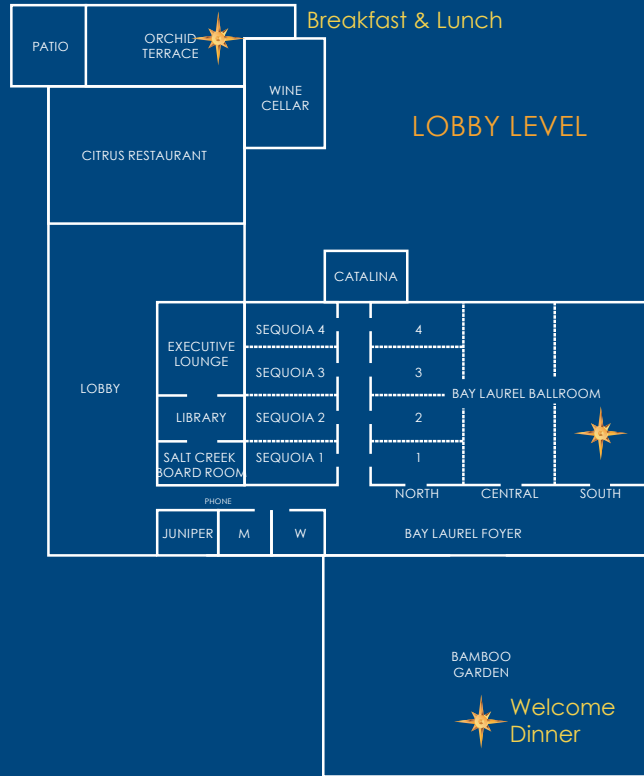 Breakfast & Lunch
PATIO
ORCHID
TERRACE
WINE
CELLAR
LOBBY LEVEL
CITRUS RESTAURANT
CATALINA
SEQUOIA 4
4
EXECUTIVE
LOUNGE
SEQUOIA 3
3
LOBBY
BAY LAUREL BALLROOM
LIBRARY
SEQUOIA 2
2
SALT CREEK
BOARD ROOM
SEQUOIA 1
1
NORTH
CENTRAL
SOUTH
PHONE
JUNIPER
M
W
BAY LAUREL FOYER
BAMBOO
GARDEN
Welcome
Dinner